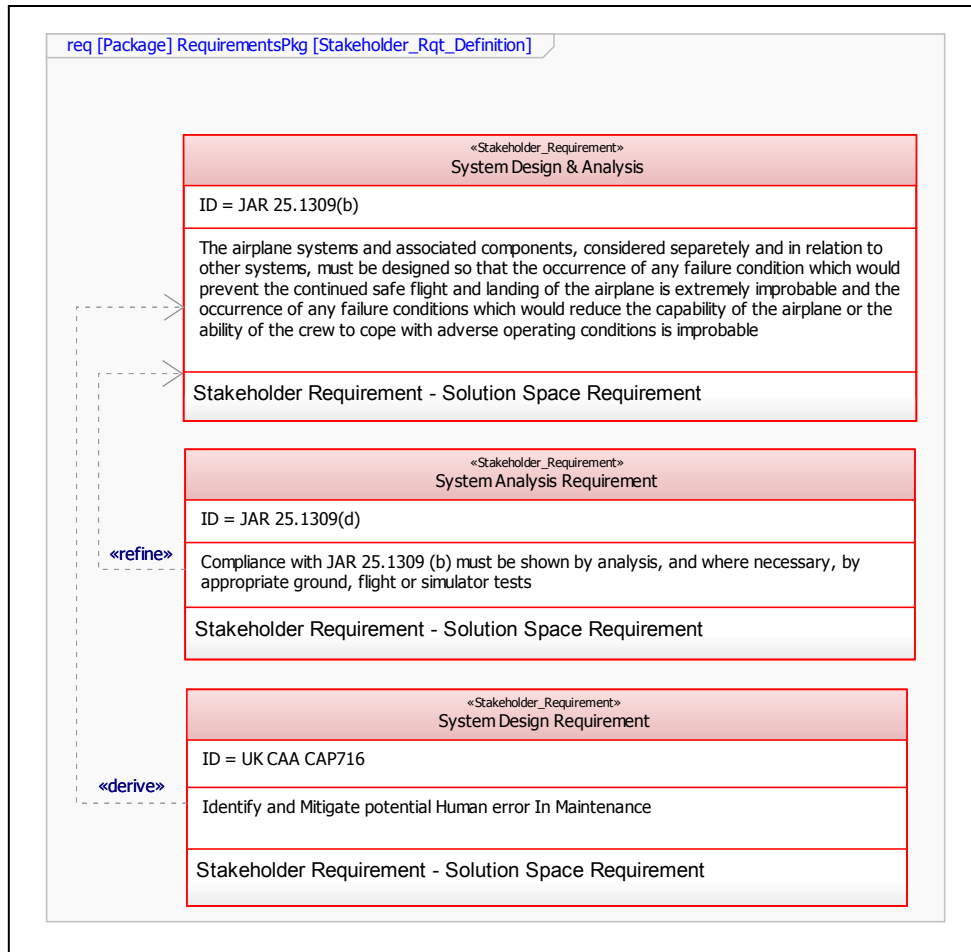 req [Package] RequirementsPkg [Stakeholder_Rqt_Definition]
«Stakeholder_Requirement»
System Design & Analysis
ID = JAR 25.1309(b)
The airplane systems and associated components, considered separetely and in relation to
other systems, must be designed so that the occurrence of any failure condition which would
prevent the continued safe flight and landing of the airplane is extremely improbable and the
occurrence of any failure conditions which would reduce the capability of the airplane or the
ability of the crew to cope with adverse operating conditions is improbable
Stakeholder Requirement - Solution Space Requirement
«Stakeholder_Requirement»
System Analysis Requirement
ID = JAR 25.1309(d)
«refine»
Compliance with JAR 25.1309 (b) must be shown by analysis, and where necessary, by
appropriate ground, flight or simulator tests
Stakeholder Requirement - Solution Space Requirement
«Stakeholder_Requirement»
System Design Requirement
ID = UK CAA CAP716
«derive»
Identify and Mitigate potential Human error In Maintenance
Stakeholder Requirement - Solution Space Requirement